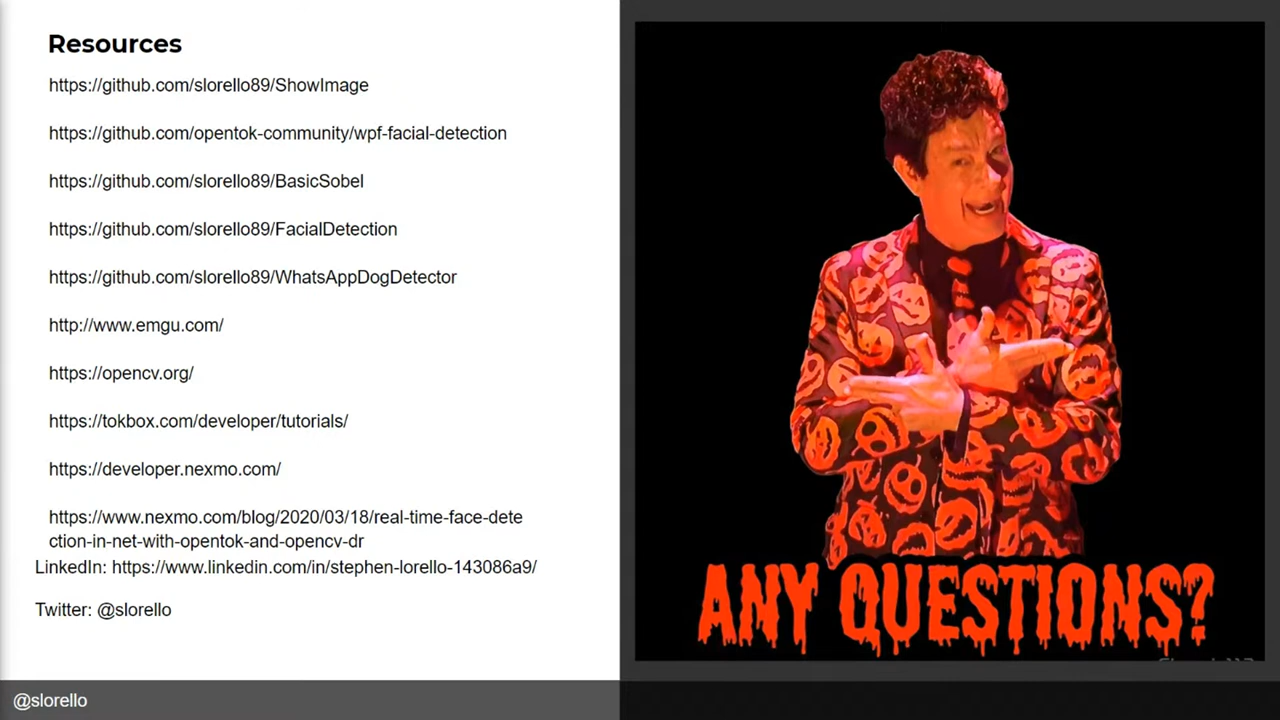 Resources
https://github.com/slorello89/ShowImage
https://github.com/opentok-community/wpf-facial-detection
https://github.com/slorello89/BasicSobel
https://github.com/slorello89/FacialDetection
https://github.com/slorello89/WhatsAppDogDetector
http://www.emgu.com/
https://opencv.org/
https://tokbox.com/developer/tutorials/
https://developer.nexmo.com/
https://www.nexmo.com/blog/2020/03/18/real-time-face-dete
ction-in-net-with-opentok-and-opencv-dr
LinkedIn: https://www.linkedin.com/in/stephen-lorello-143086a9/
Twitter: @slorello
ANY QUESTIONS?
@slorello